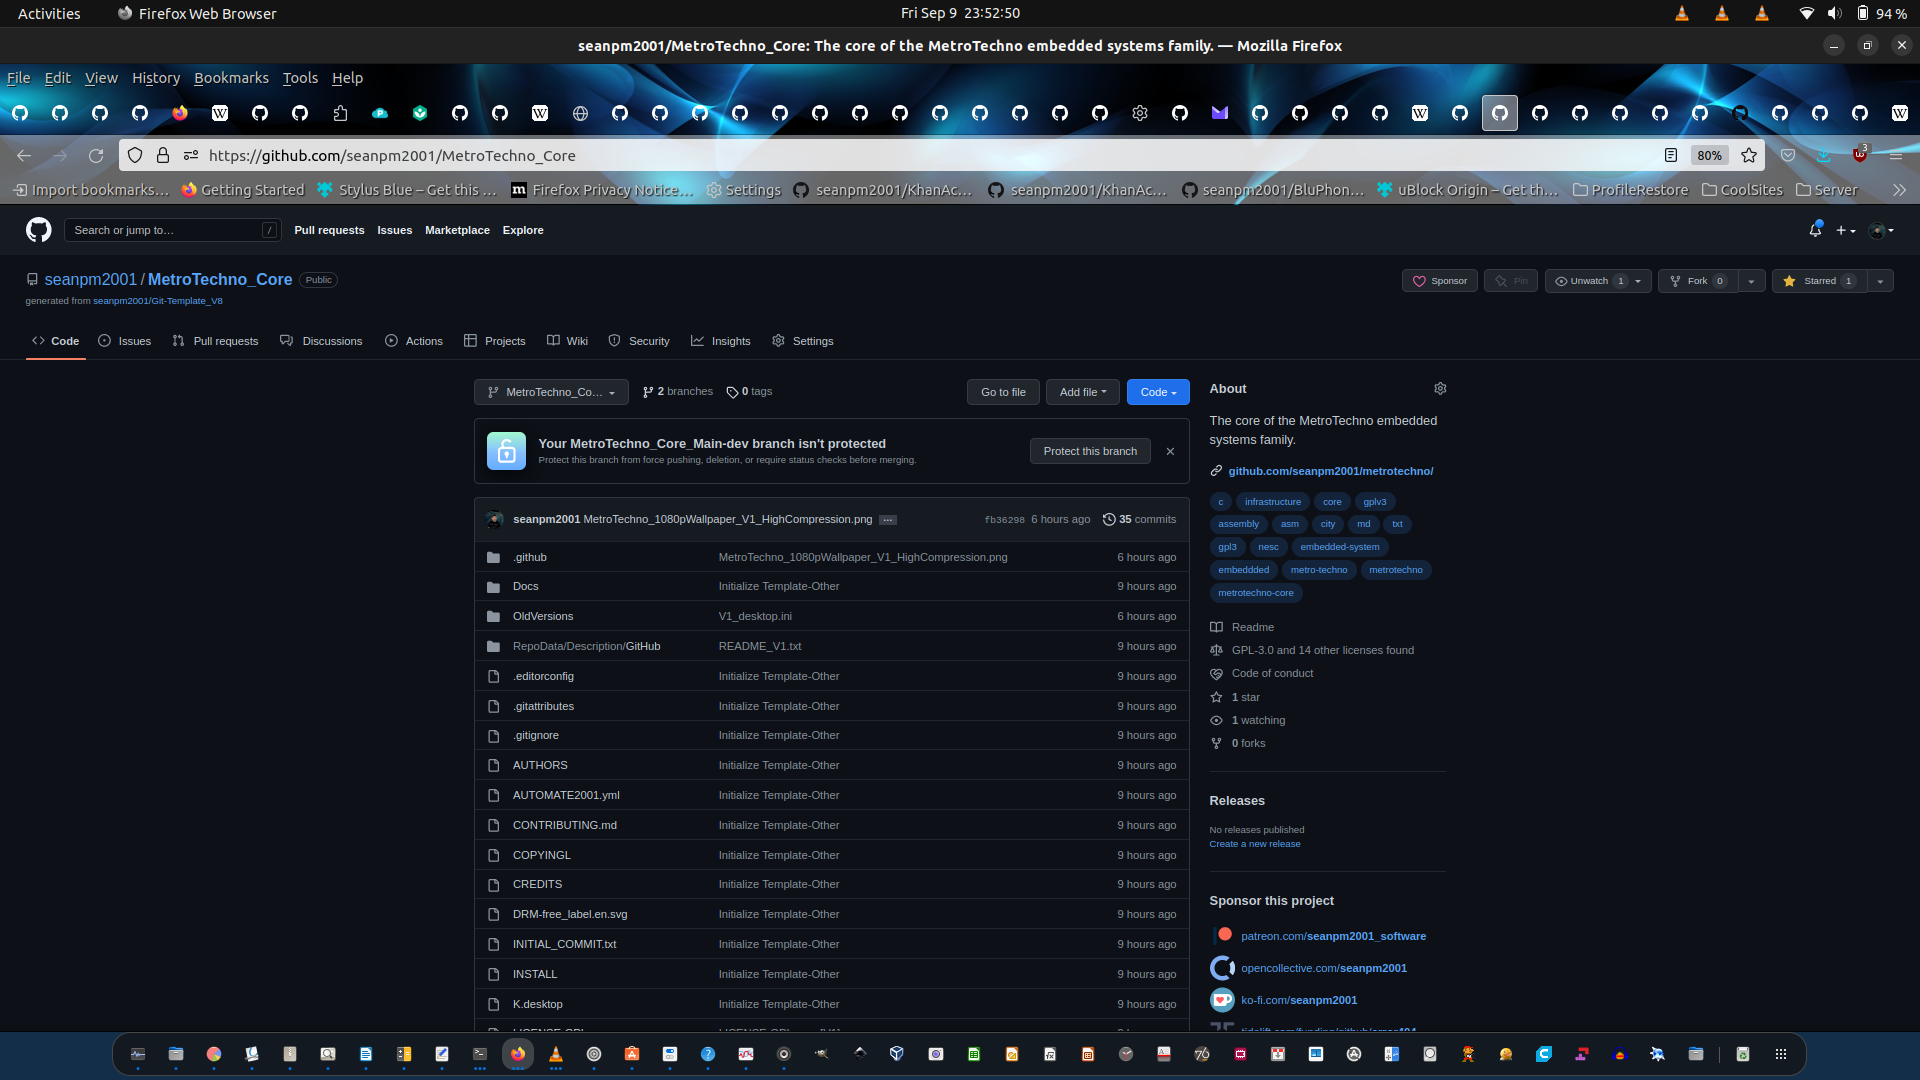 Activities
Firefox Web Browser
Fri Sep 9 23:52:50
94 %
seanpm2001/MetroTechno_Core: The core of the MetroTechno embedded systems family. — Mozilla Firefox
File Edit View History Bookmarks Tools Help
https://github.com/seanpm2001/MetroTechno_Core
80%
3
Import bookmarks…
Getting Started
Stylus Blue – Get this …
Firefox Privacy Notice…
Settings
seanpm2001/KhanAc…
seanpm2001/KhanAc…
seanpm2001/BluPhon…
uBlock Origin – Get th…
ProfileRestore
CoolSites
Server
Search or jump to…
/
Pull requests
Issues
Marketplace
Explore
seanpm2001 / MetroTechno_Core
Public
generated from seanpm2001/Git-Template_V8
Sponsor
Pin
Unwatch 1
Fork 0
Starred 1
Code
Issues
Pull requests
Discussions
Actions
Projects
Wiki
Security
Insights
Settings
MetroTechno_Co…
2 branches
0 tags
Go to file
Add file
Code
Your MetroTechno_Core_Main-dev branch isn't protected
Protect this branch from force pushing, deletion, or require status checks before merging.
Protect this branch
seanpm2001 MetroTechno_1080pWallpaper_V1_HighCompression.png …
fb36298 6 hours ago
35 commits
.github MetroTechno_1080pWallpaper_V1_HighCompression.png 6 hours ago
Docs Initialize Template-Other 9 hours ago
OldVersions V1_desktop.ini 6 hours ago
RepoData/Description/GitHub README_V1.txt 9 hours ago
.editorconfig Initialize Template-Other 9 hours ago
.gitattributes Initialize Template-Other 9 hours ago
.gitignore Initialize Template-Other 9 hours ago
AUTHORS Initialize Template-Other 9 hours ago
AUTOMATE2001.yml Initialize Template-Other 9 hours ago
CONTRIBUTING.md Initialize Template-Other 9 hours ago
COPYINGL Initialize Template-Other 9 hours ago
CREDITS Initialize Template-Other 9 hours ago
DRM-free_label.en.svg Initialize Template-Other 9 hours ago
INITIAL_COMMIT.txt Initialize Template-Other 9 hours ago
INSTALL Initialize Template-Other 9 hours ago
K.desktop Initialize Template-Other 9 hours ago
About
The core of the MetroTechno embedded
systems family.
github.com/seanpm2001/metrotechno/
c infrastructure core gplv3
assembly asm city md txt
gpl3 nesc embedded-system
embeddded metro-techno metrotechno
metrotechno-core
Readme
GPL-3.0 and 14 other licenses found
Code of conduct
1 star
1 watching
0 forks
Releases
No releases published
Create a new release
Sponsor this project
patreon.com/seanpm2001_software
opencollective.com/seanpm2001
ko-fi.com/seanpm2001